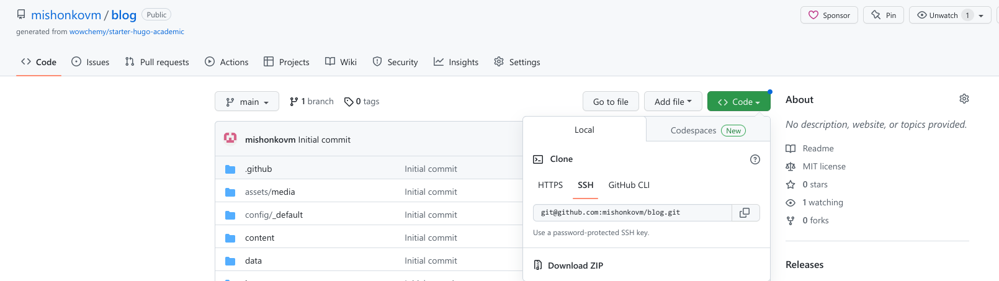 mishonkovm / blog Public
Sponsor Pin Unwatch 1
generated from wowchemy/starter-hugo-academic
Code Issues Pull requests Actions Projects Wiki Security Insights Settings
main 1 branch 0 tags Go to file Add file Code
mishonkovm Initial commit
.github Initial commit
assets/media Initial commit
config/_default Initial commit
content Initial commit
data Initial commit
Local Codespaces New
Clone
HTTPS SSH GitHub CLI
git@github.com:mishonkovm/blog.git
Use a password-protected SSH key.
Download ZIP
About
No description, website, or topics provided.
Readme
MIT license
0 stars
1 watching
0 forks
Releases